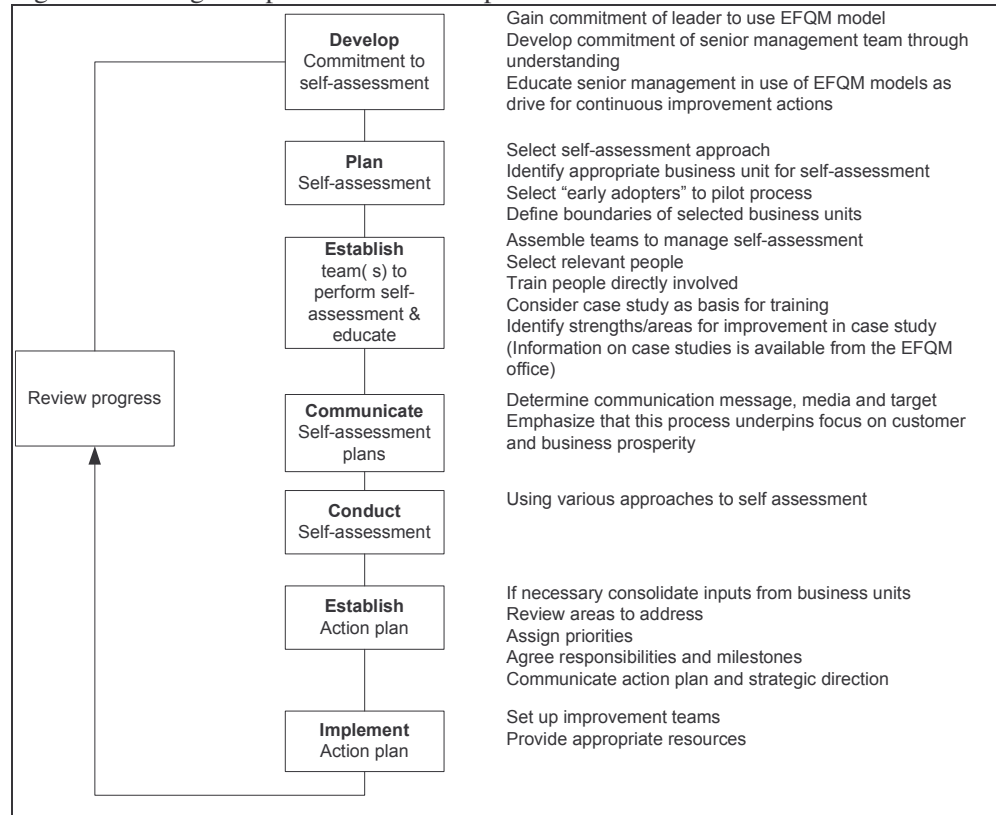 Develop
Commitment to
self-assessment
Gain commitment of leader to use EFQM model
Develop commitment of senior management team through
understanding
Educate senior management in use of EFQM models as
drive for continuous improvement actions
Plan
Self-assessment
Select self-assessment approach
Identify appropriate business unit for self-assessment
Select “early adopters” to pilot process
Define boundaries of selected business units
Establish
team( s) to
perform self-
assessment &
educate
Assemble teams to manage self-assessment
Select relevant people
Train people directly involved
Consider case study as basis for training
Identify strengths/areas for improvement in case study
(Information on case studies is available from the EFQM
office)
Review progress
Communicate
Self-assessment
plans
Determine communication message, media and target
Emphasize that this process underpins focus on customer
and business prosperity
Conduct
Self-assessment
Using various approaches to self assessment
Establish
Action plan
If necessary consolidate inputs from business units
Review areas to address
Assign priorities
Agree responsibilities and milestones
Communicate action plan and strategic direction
Implement
Action plan
Set up improvement teams
Provide appropriate resources